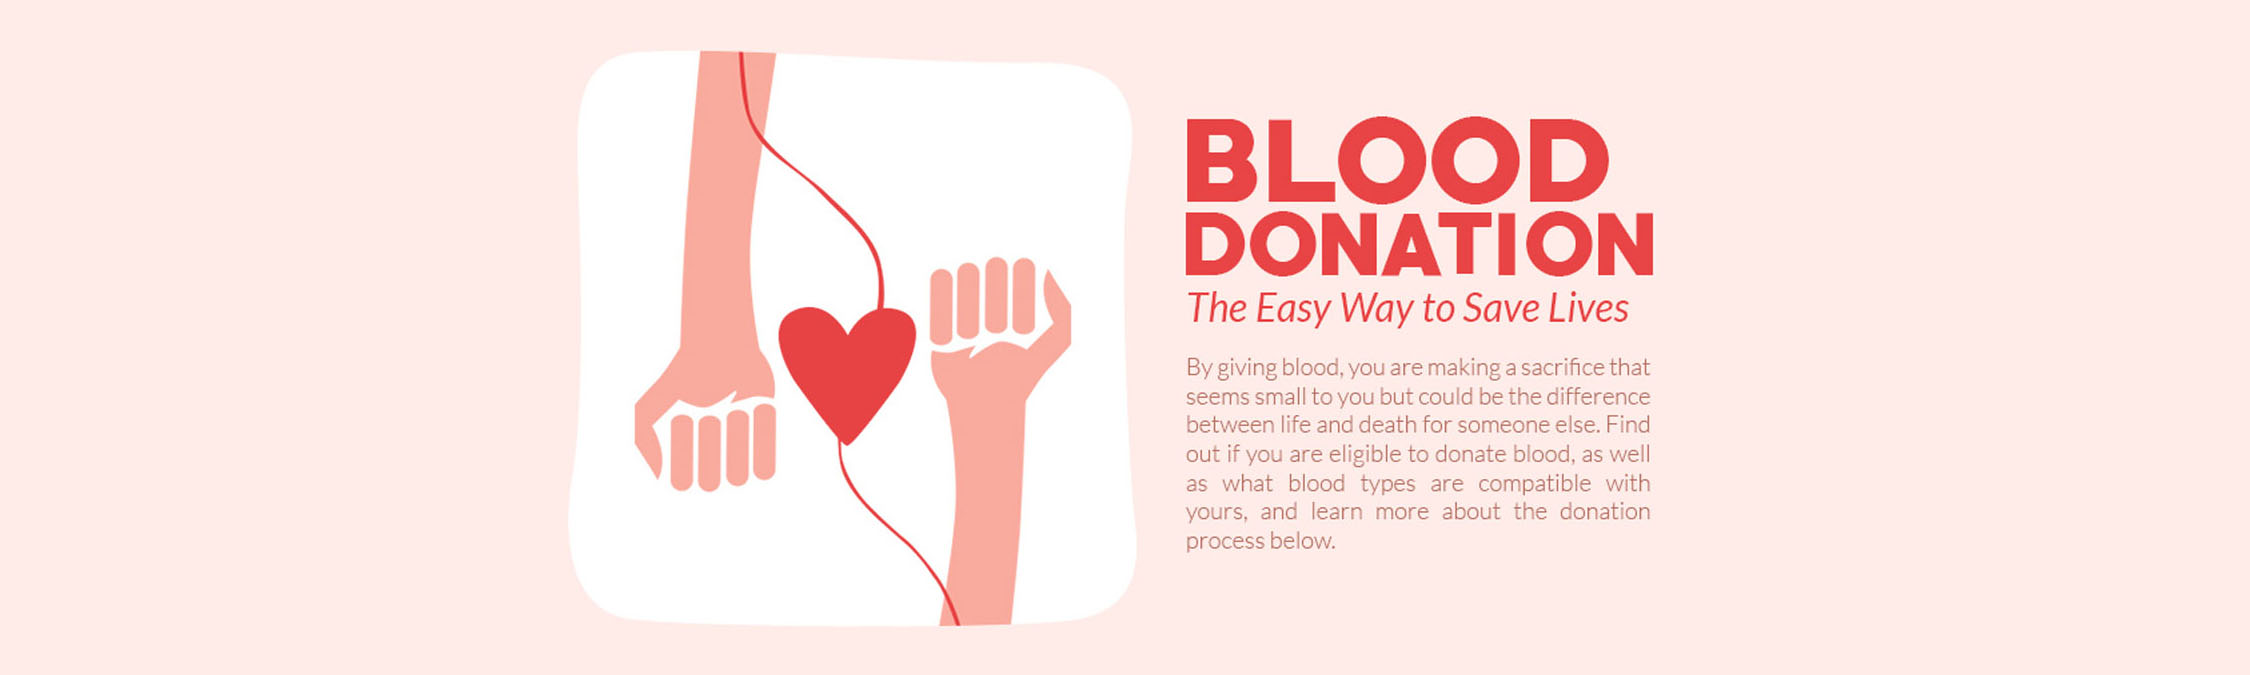 BLOOD
DONATION
The Easy Way to Save Lives
By giving blood, you are making a sacrifice that
seems small to you but could be the difference
between life and death for someone else. Find
out if you are eligible to donate blood, as well
as what blood types are compatible with
yours, and learn more about the donation
process below.